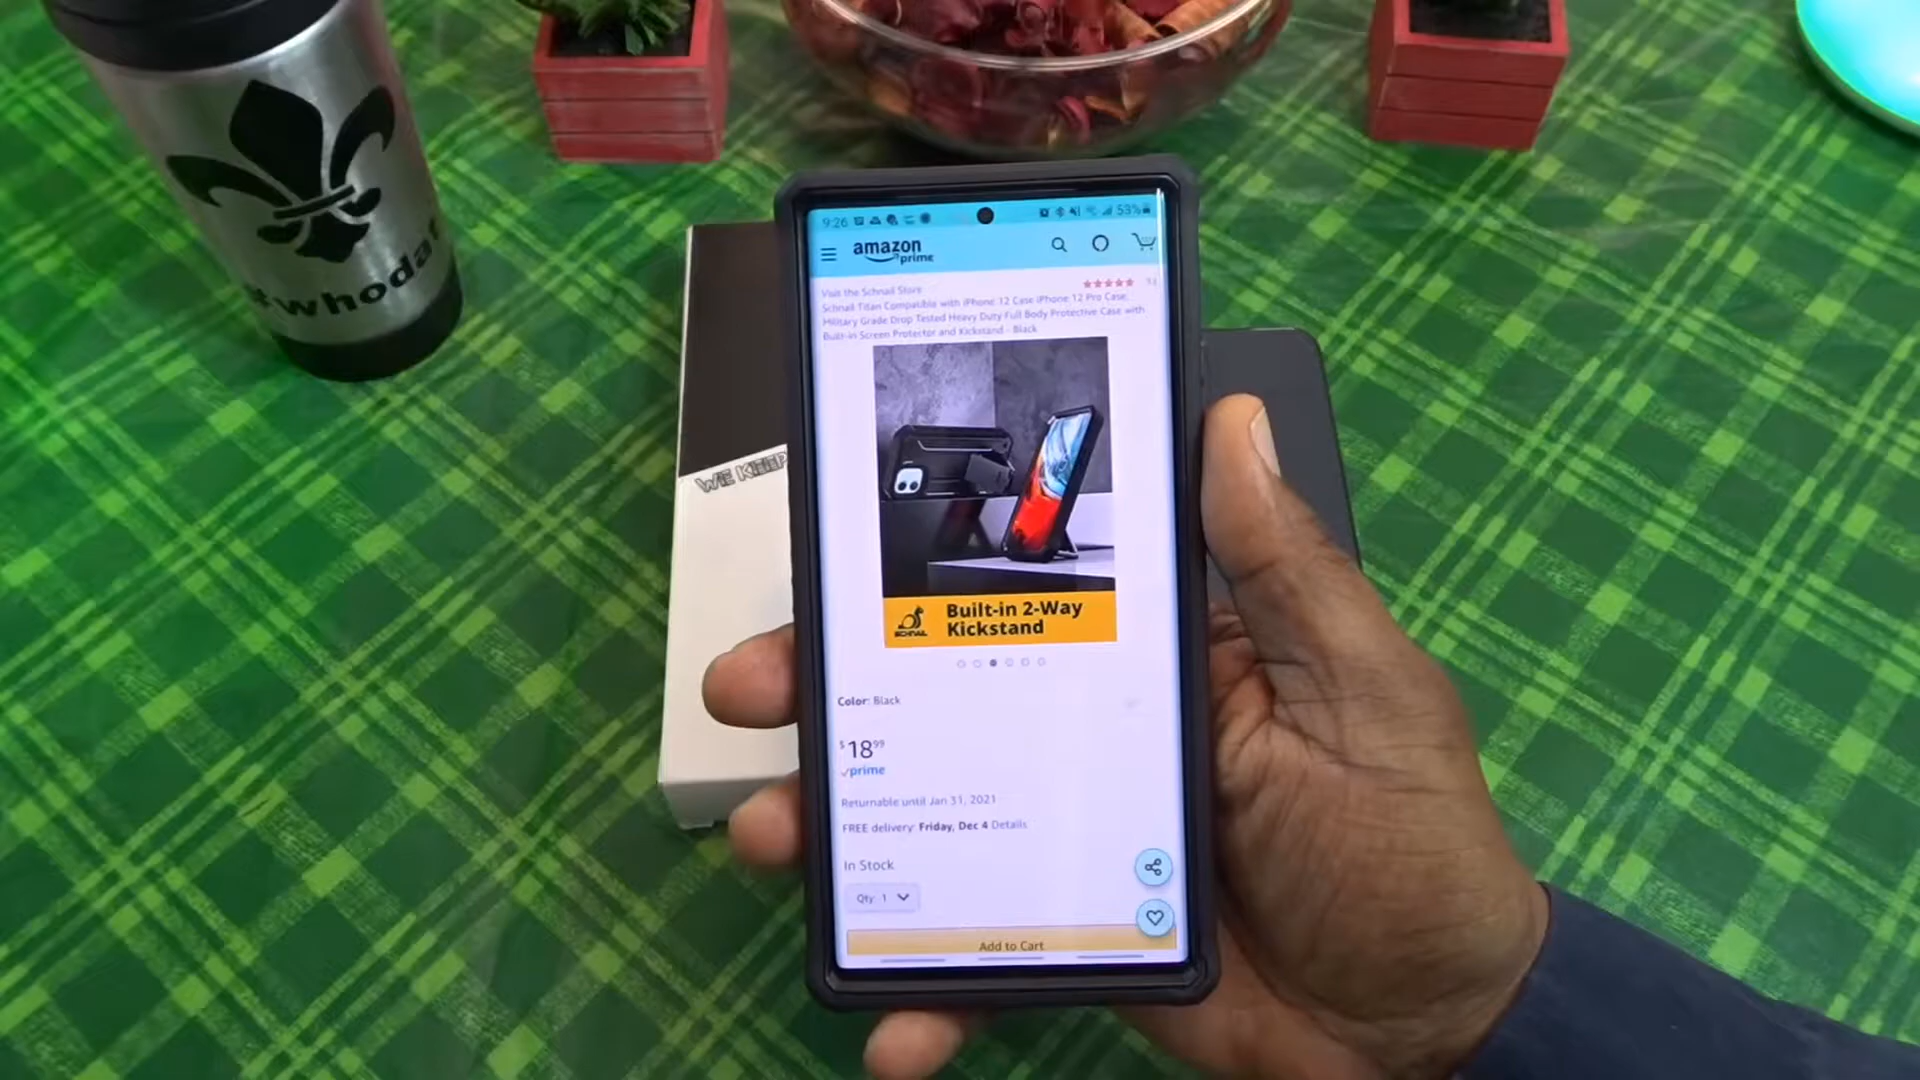 #whodat
WE KEEP
9:26
53%
amazon
prime
Visit the Schnail Store
Schnail Titan Compatible with iPhone 12 Case iPhone 12 Pro Case,
Military Grade Drop Tested Heavy Duty Full Body Protective Case with
Built-in Screen Protector and Kickstand - Black
SCHNAIL
Built-in 2-Way
Kickstand
Color: Black
$18 99
prime
Returnable until Jan 31, 2021
FREE delivery: Friday, Dec 4 Details
In Stock
Qty: 1
Add to Cart